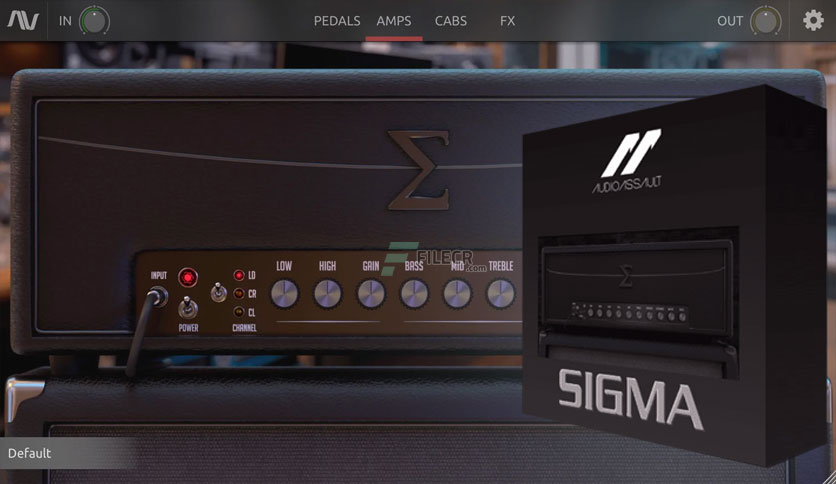 IN
PEDALS
AMPS
CABS
FX
OUT
AUDIOASSAULT
Σ
FILECR
.com
INPUT
POWER
LD
CR
CL
CHANNEL
LOW
HIGH
GAIN
BASS
MID
TREBLE
Σ
SIGMA
Default